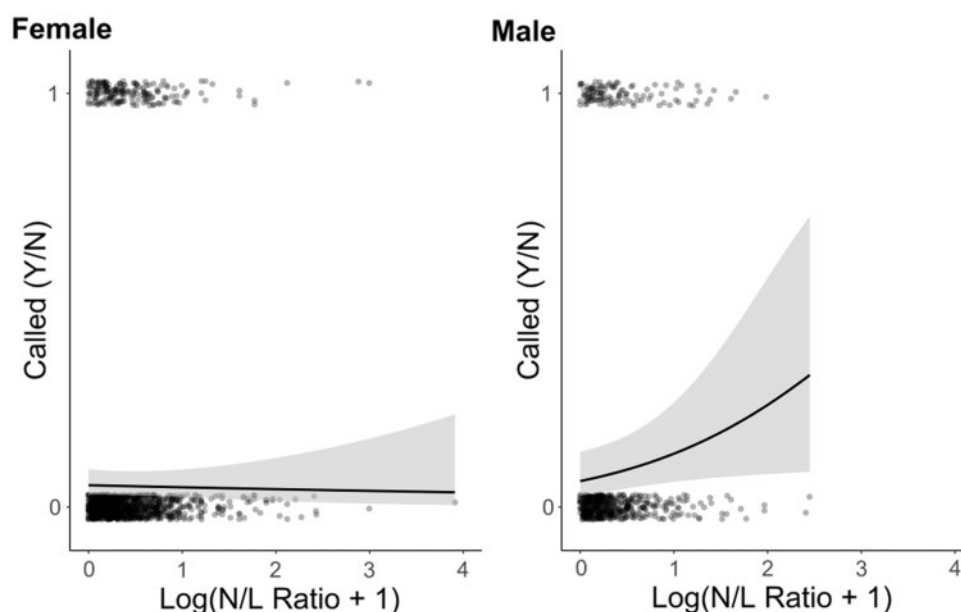 Female
1
Called (Y/N)
0
0 1 2 3 4
Log(N/L Ratio + 1)
Male
1
Called (Y/N)
0
0 1 2 3 4
Log(N/L Ratio + 1)